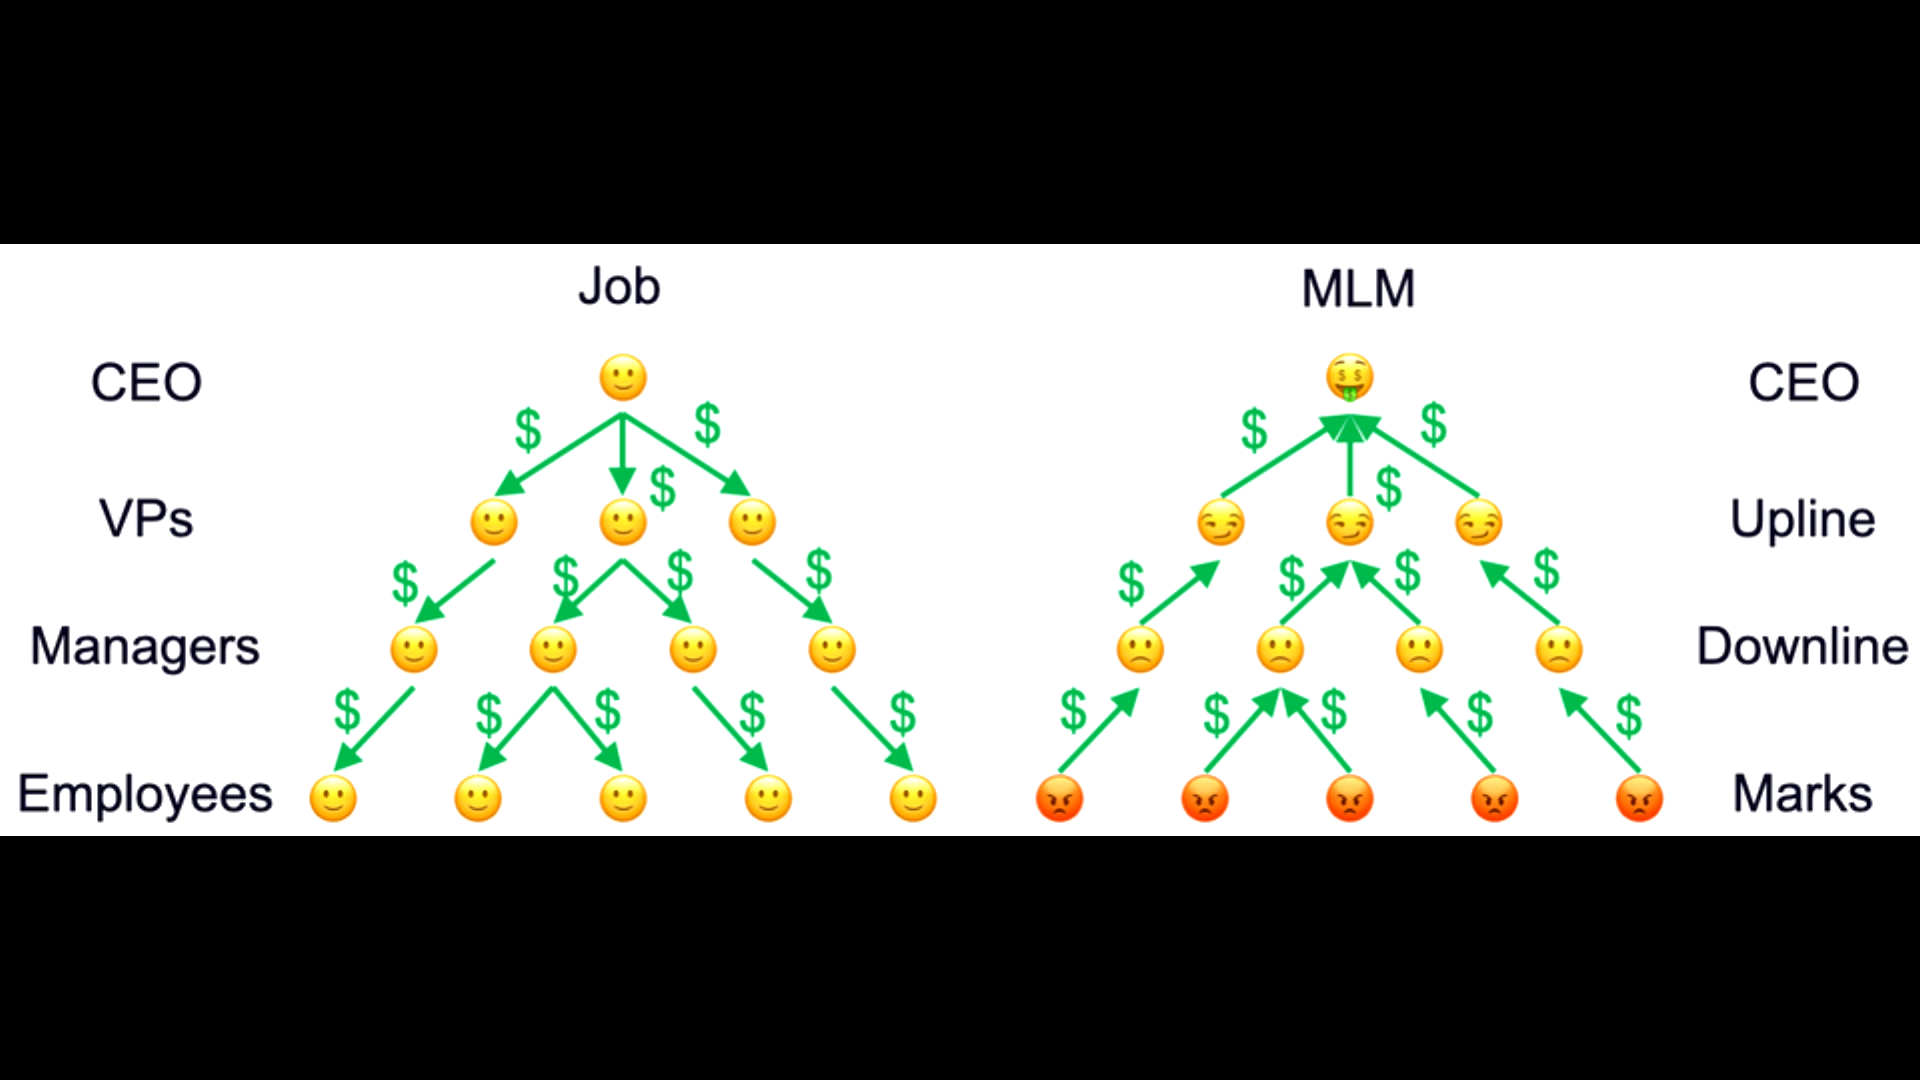 Job MLM
CEO CEO
$ $ $ $
$ $
VPs Upline
$ $ $ $ $ $ $ $
Managers Downline
$ $ $ $ $ $ $ $ $ $
Employees Marks